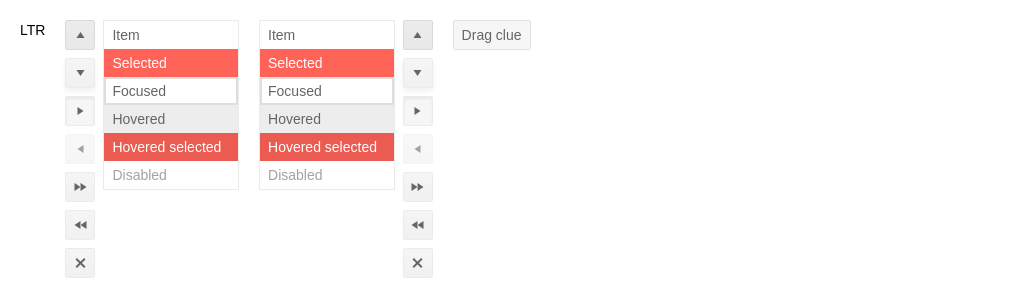 LTR
Item
Selected
Focused
Hovered
Hovered selected
Disabled
Item
Selected
Focused
Hovered
Hovered selected
Disabled
Drag clue